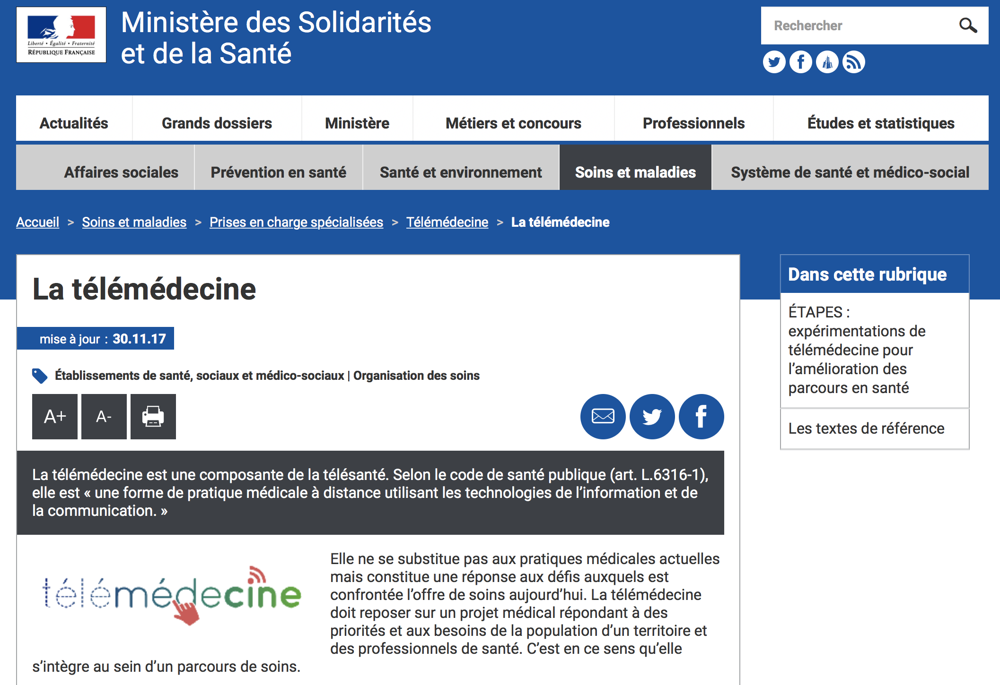 Liberté • Égalité • Fraternité
RÉPUBLIQUE FRANÇAISE
Ministère des Solidarités
et de la Santé
Rechercher
Actualités
Grands dossiers
Ministère
Métiers et concours
Professionnels
Études et statistiques
Affaires sociales
Prévention en santé
Santé et environnement
Soins et maladies
Système de santé et médico-social
Accueil > Soins et maladies > Prises en charge spécialisées > Télémédecine > La télémédecine
La télémédecine
mise à jour : 30.11.17
Établissements de santé, sociaux et médico-sociaux | Organisation des soins
A+
A-
La télémédecine est une composante de la télésanté. Selon le code de santé publique (art. L.6316-1),
elle est « une forme de pratique médicale à distance utilisant les technologies de l’information et de
la communication. »
télémédecine
Elle ne se substitue pas aux pratiques médicales actuelles
mais constitue une réponse aux défis auxquels est
confrontée l’offre de soins aujourd’hui. La télémédecine
doit reposer sur un projet médical répondant à des
priorités et aux besoins de la population d’un territoire et
des professionnels de santé. C’est en ce sens qu’elle
s’intègre au sein d’un parcours de soins.
Dans cette rubrique
ÉTAPES :
expérimentations de
télémédecine pour
l’amélioration des
parcours en santé
Les textes de référence